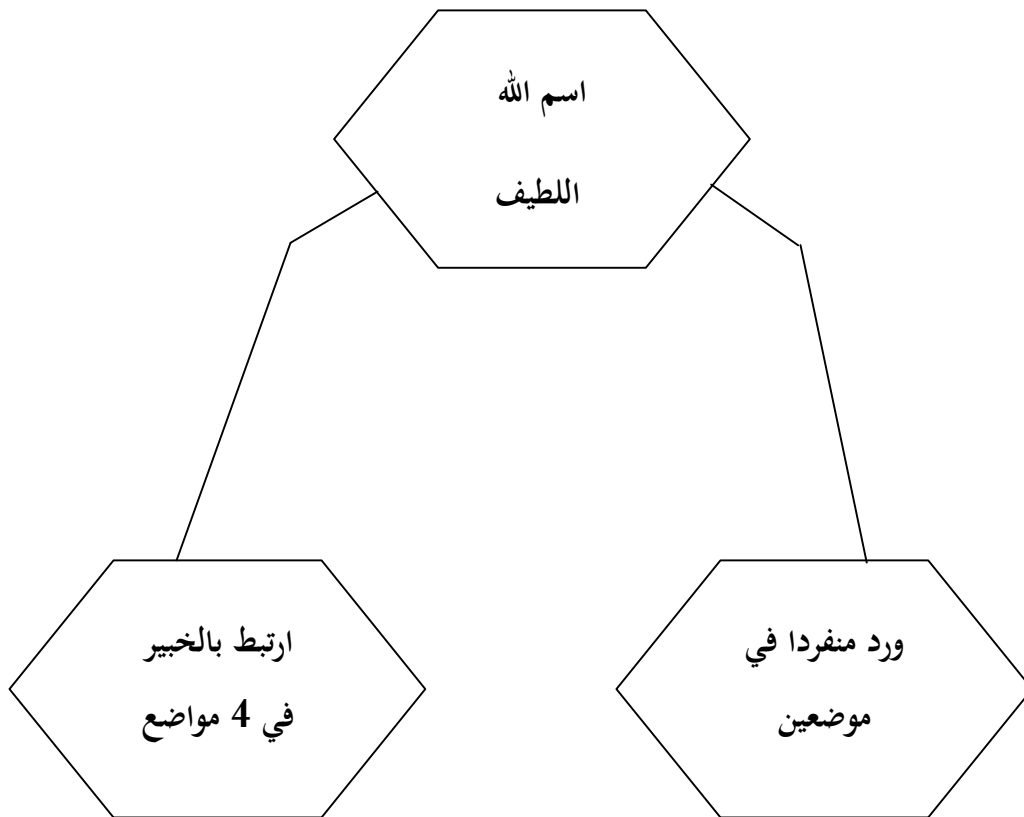 اسم الله
اللطيف
ورد منفردا في
موضعين
ارتبط بالخبير
في 4 مواضع